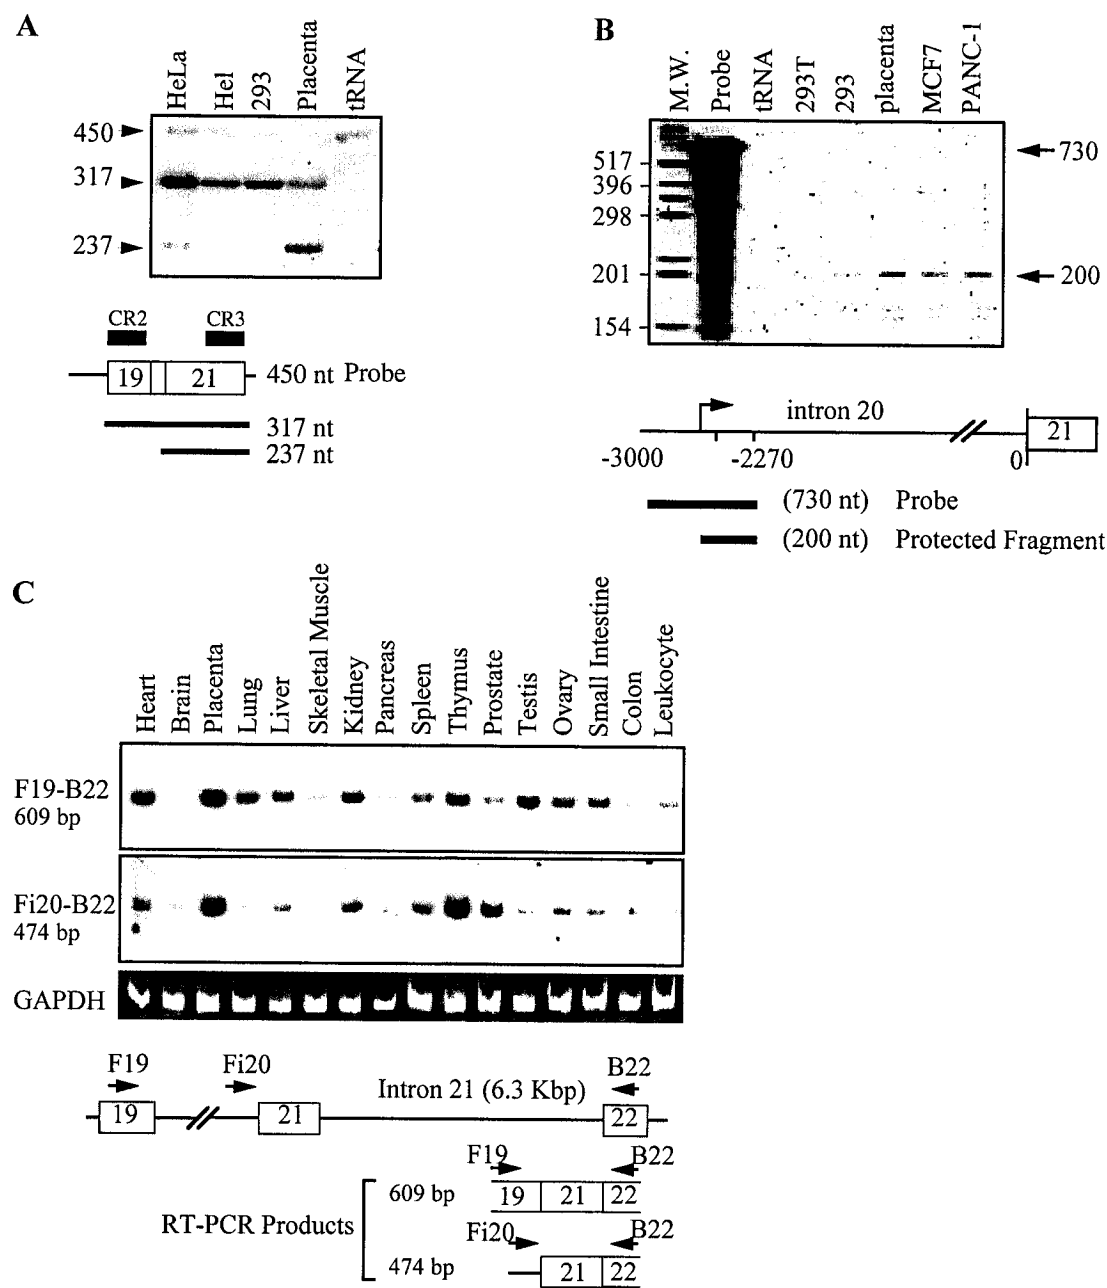 A
HeLa
Hel
293
Placenta
tRNA
450
317
237
CR2
CR3
19
21
450 nt Probe
317 nt
237 nt
B
M.W.
Probe
tRNA
293T
293
placenta
MCF7
PANC-1
517
396
298
201
154
730
200
intron 20
21
-3000
-2270
0
(730 nt) Probe
(200 nt) Protected Fragment
C
Heart
Brain
Placenta
Lung
Liver
Skeletal Muscle
Kidney
Pancreas
Spleen
Thymus
Prostate
Testis
Ovary
Small Intestine
Colon
Leukocyte
F19-B22
609 bp
Fi20-B22
474 bp
GAPDH
F19
Fi20
B22
Intron 21 (6.3 Kbp)
19
21
22
F19
B22
609 bp
19
21
22
RT-PCR Products
Fi20
B22
474 bp
21
22